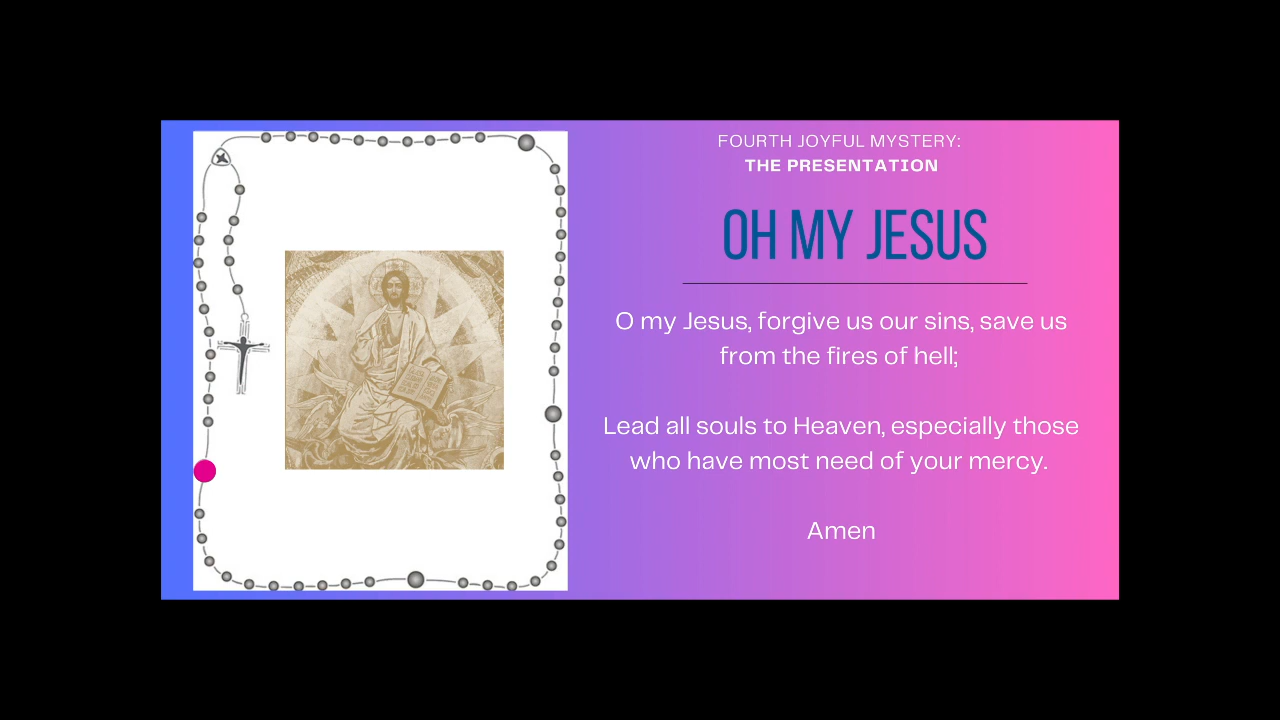 FOURTH JOYFUL MYSTERY:
THE PRESENTATION
OH MY JESUS
O my Jesus, forgive us our sins, save us
from the fires of hell;
Lead all souls to Heaven, especially those
who have most need of your mercy.
Amen